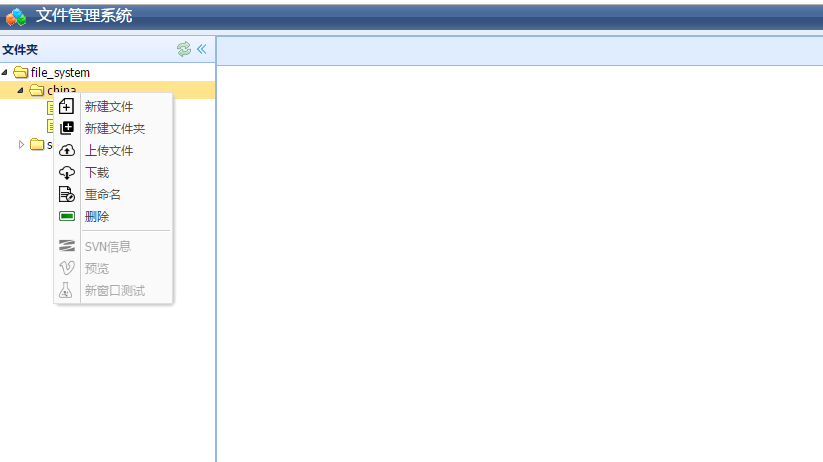 文件管理系统
文件夹
file_system
china
新建文件
新建文件夹
上传文件
下载
重命名
删除
SVN信息
预览
新窗口测试